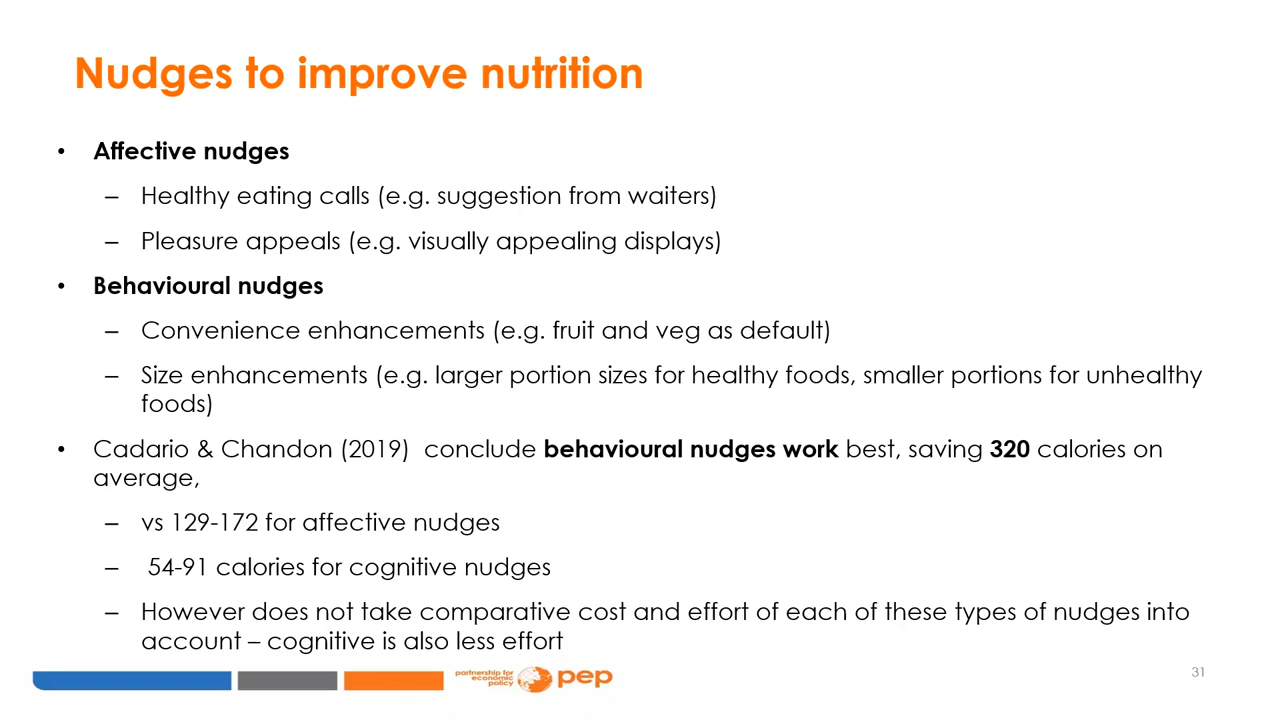 Nudges to improve nutrition
• Affective nudges
– Healthy eating calls (e.g. suggestion from waiters)
– Pleasure appeals (e.g. visually appealing displays)
• Behavioural nudges
– Convenience enhancements (e.g. fruit and veg as default)
– Size enhancements (e.g. larger portion sizes for healthy foods, smaller portions for unhealthy
foods)
• Cadario & Chandon (2019) conclude behavioural nudges work best, saving 320 calories on
average,
– vs 129-172 for affective nudges
– 54-91 calories for cognitive nudges
– However does not take comparative cost and effort of each of these types of nudges into
account – cognitive is also less effort
partnership for
economic
policy
pep
31